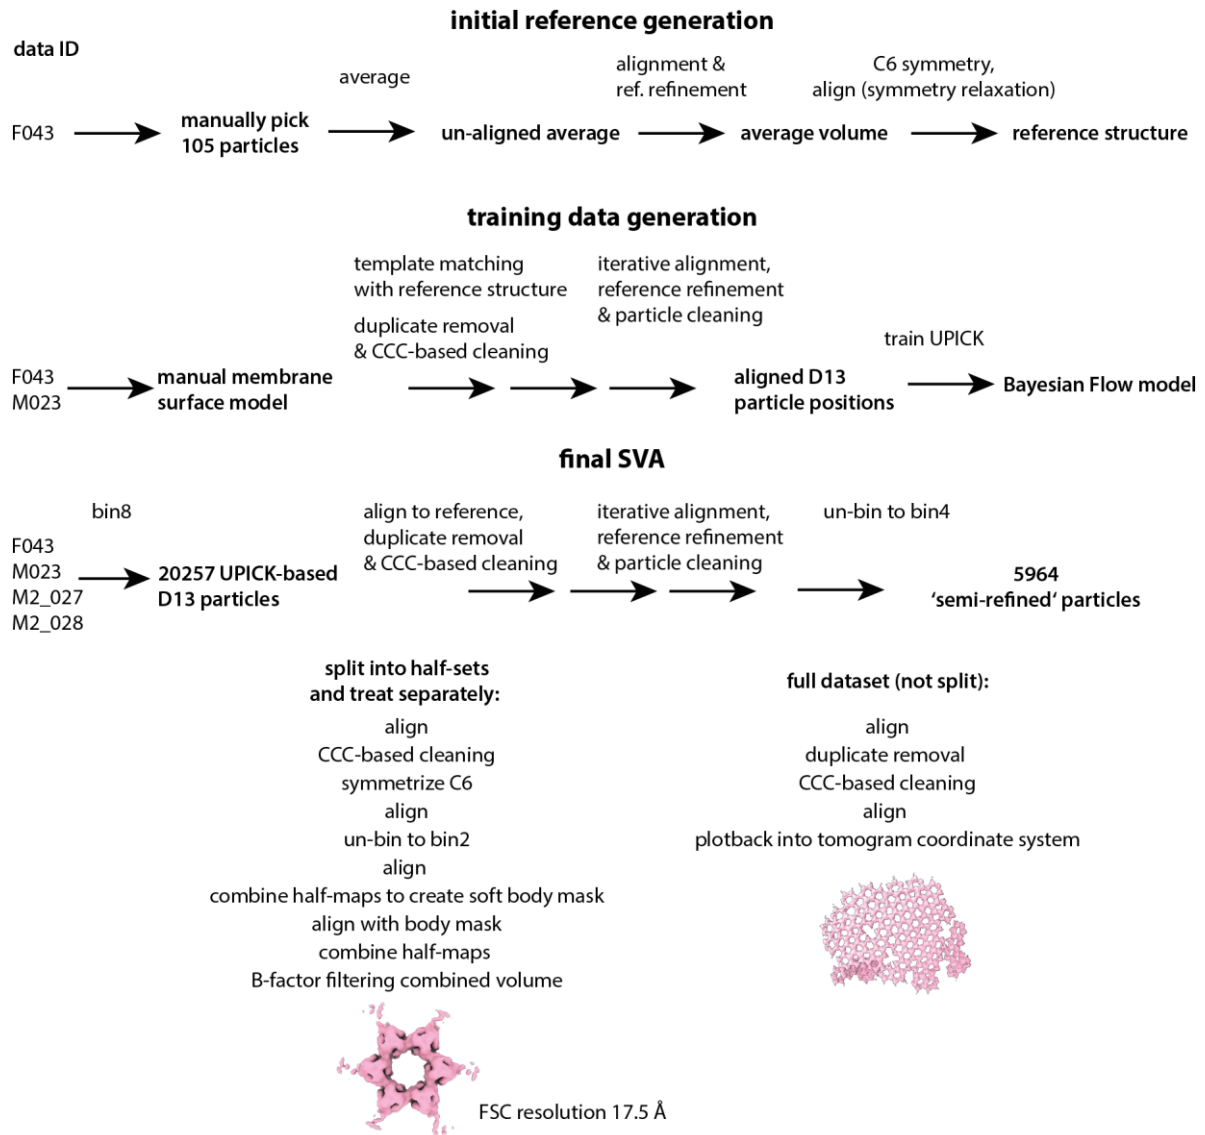 initial reference generation
data ID
average
alignment &
ref. refinement
C6 symmetry,
align (symmetry relaxation)
F043
manually pick
105 particles
un-aligned average
average volume
reference structure
training data generation
template matching
with reference structure
duplicate removal
& CCC-based cleaning
iterative alignment,
reference refinement
& particle cleaning
train UPICK
F043
M023
manual membrane
surface model
aligned D13
particle positions
Bayesian Flow model
final SVA
bin8
align to reference,
duplicate removal
& CCC-based cleaning
iterative alignment,
reference refinement
& particle cleaning
un-bin to bin4
F043
M023
M2_027
M2_028
20257 UPICK-based
D13 particles
5964
‘semi-refined‘ particles
split into half-sets
and treat separately:
align
CCC-based cleaning
symmetrize C6
align
un-bin to bin2
align
combine half-maps to create soft body mask
align with body mask
combine half-maps
B-factor filtering combined volume
FSC resolution 17.5 Å
full dataset (not split):
align
duplicate removal
CCC-based cleaning
align
plotback into tomogram coordinate system